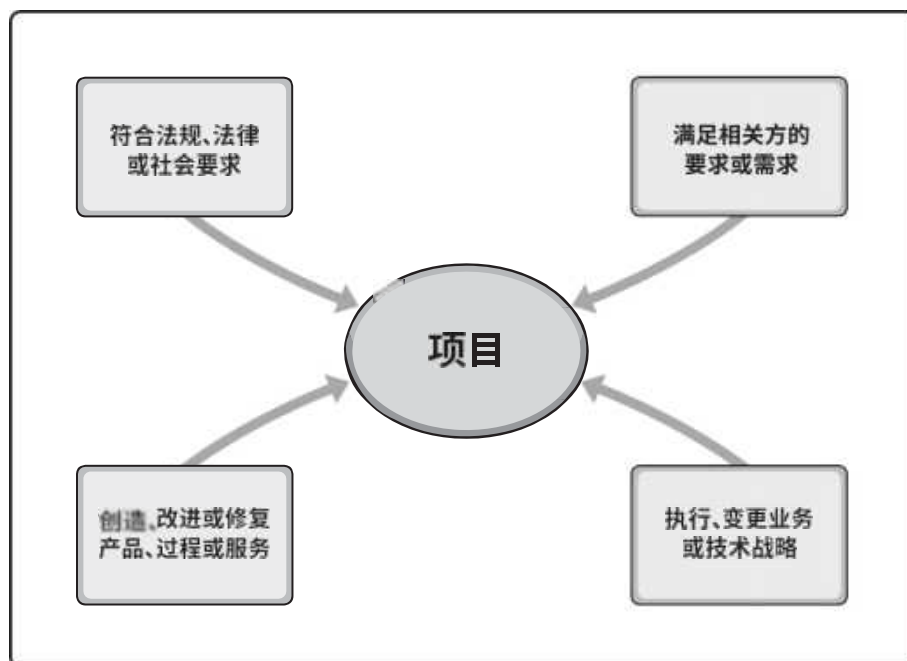 符合法规、法律
或社会要求
满足相关方的
要求或需求
项目
创造、改进或修复
产品、过程或服务
执行、变更业务
或技术战略